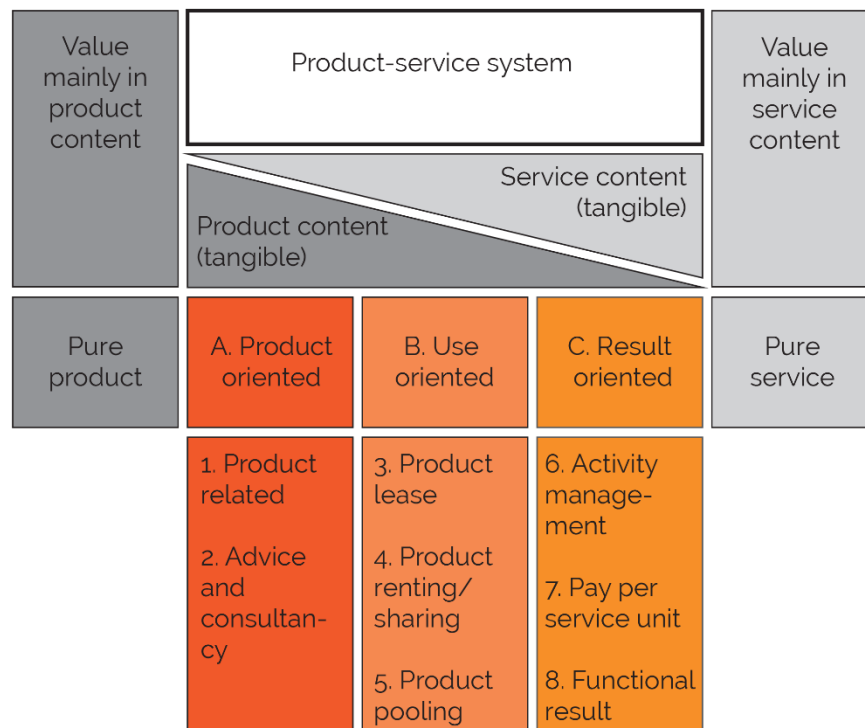 Value
mainly in
product
content
Product-service system
Value
mainly in
service
content
Service content
(tangible)
Product content
(tangible)
Pure
product
A. Product
oriented
B. Use
oriented
C. Result
oriented
Pure
service
1. Product
related
2. Advice
and
consultan-
cy
3. Product
lease
4. Product
renting/
sharing
5. Product
pooling
6. Activity
manage-
ment
7. Pay per
service unit
8. Functional
result